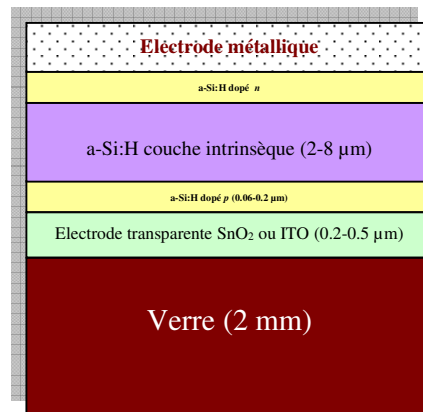 Electrode métallique
a-Si:H dopé n
a-Si:H couche intrinsèque (2-8 µm)
a-Si:H dopé p (0.06-0.2 µm)
Electrode transparente SnO₂ ou ITO (0.2-0.5 µm)
Verre (2 mm)